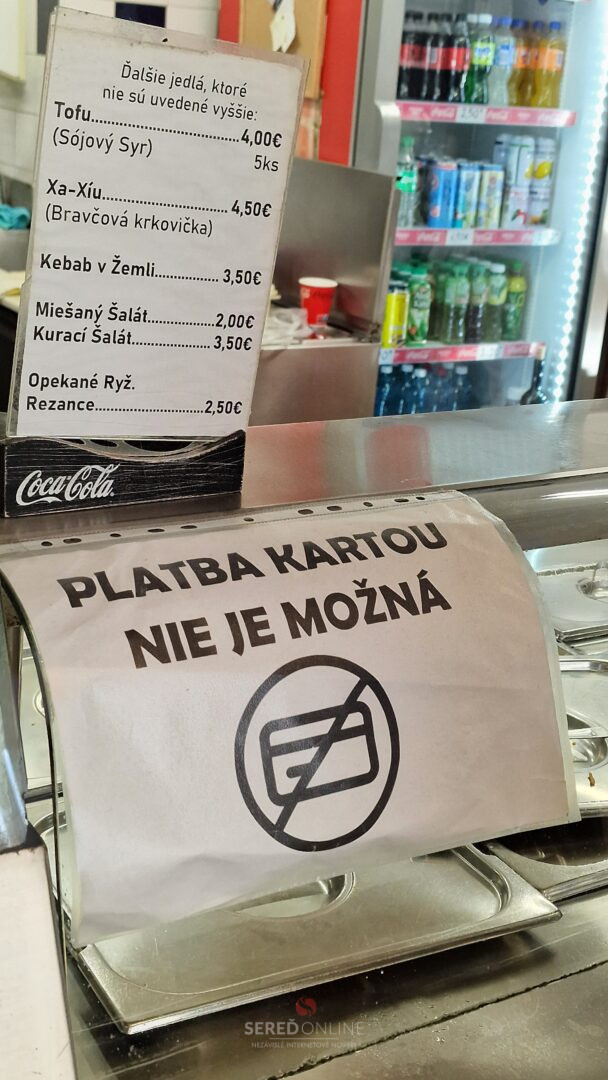 Ďalšie jedlá, ktoré
nie sú uvedené vyššie:
Tofu........................4,00€
(Sójový Syr) 5ks
Xa-Xíu........................4,50€
(Bravčová krkovička)
Kebab v Žemli................3,50€
Miešaný Šalát..............2,00€
Kurací Šalát.................3,50€
Opekané Ryž.
Rezance.......................2,50€
Coca-Cola
PLATBA KARTOU
NIE JE MOŽNÁ
SEREĎONLINE